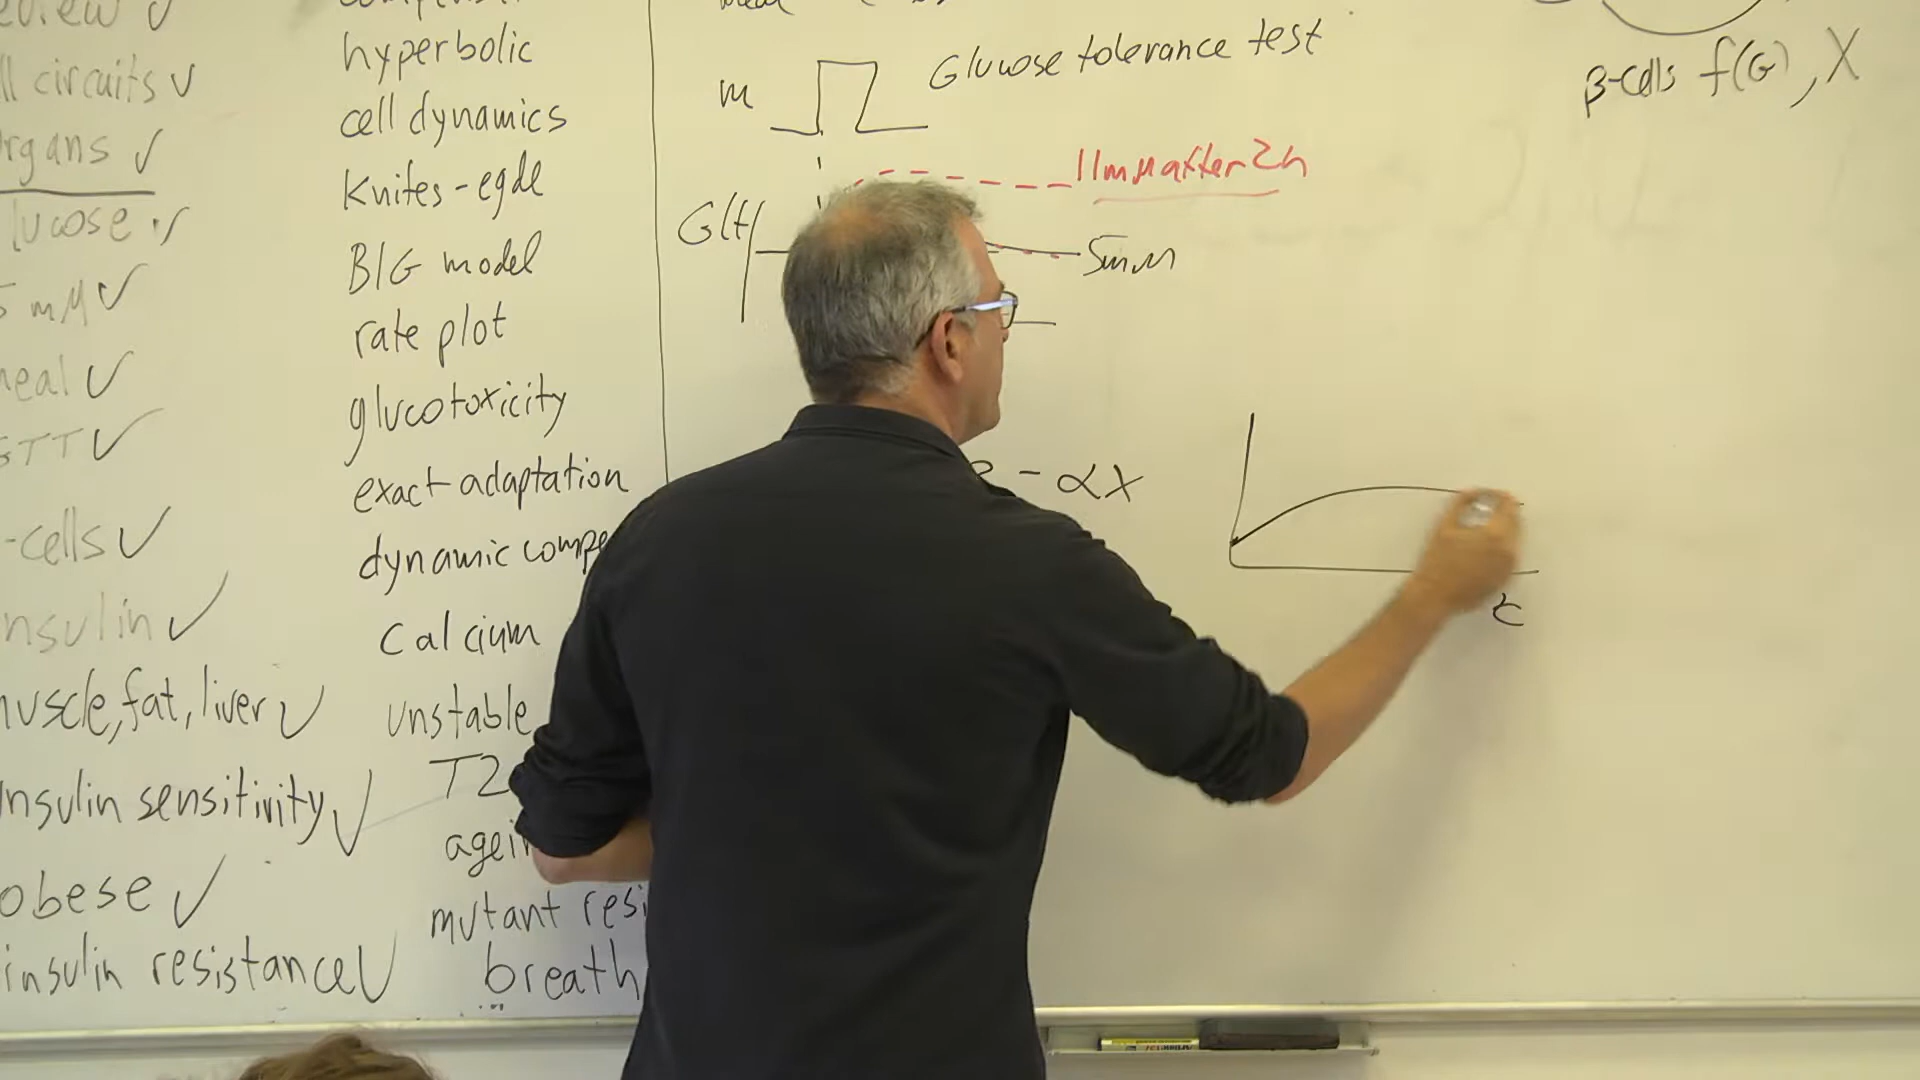 review ✓
ll circuits ✓
rgans ✓
lucose ✓
5 mM ✓
meal ✓
GTT ✓
-cells ✓
nsulin ✓
muscle, fat, liver ✓
Insulin sensitivity ✓
obese ✓
insulin resistance ✓
hyperbolic
cell dynamics
Knites-egde
BIG model
rate plot
glucotoxicity
exact adaptation
dynamic compe
Calcium
unstable
T2
agei
mutant resi
breath
m
Glucose tolerance test
11mM after 2h
G(t)
5mM
- αX
t
β-cells f(G), X